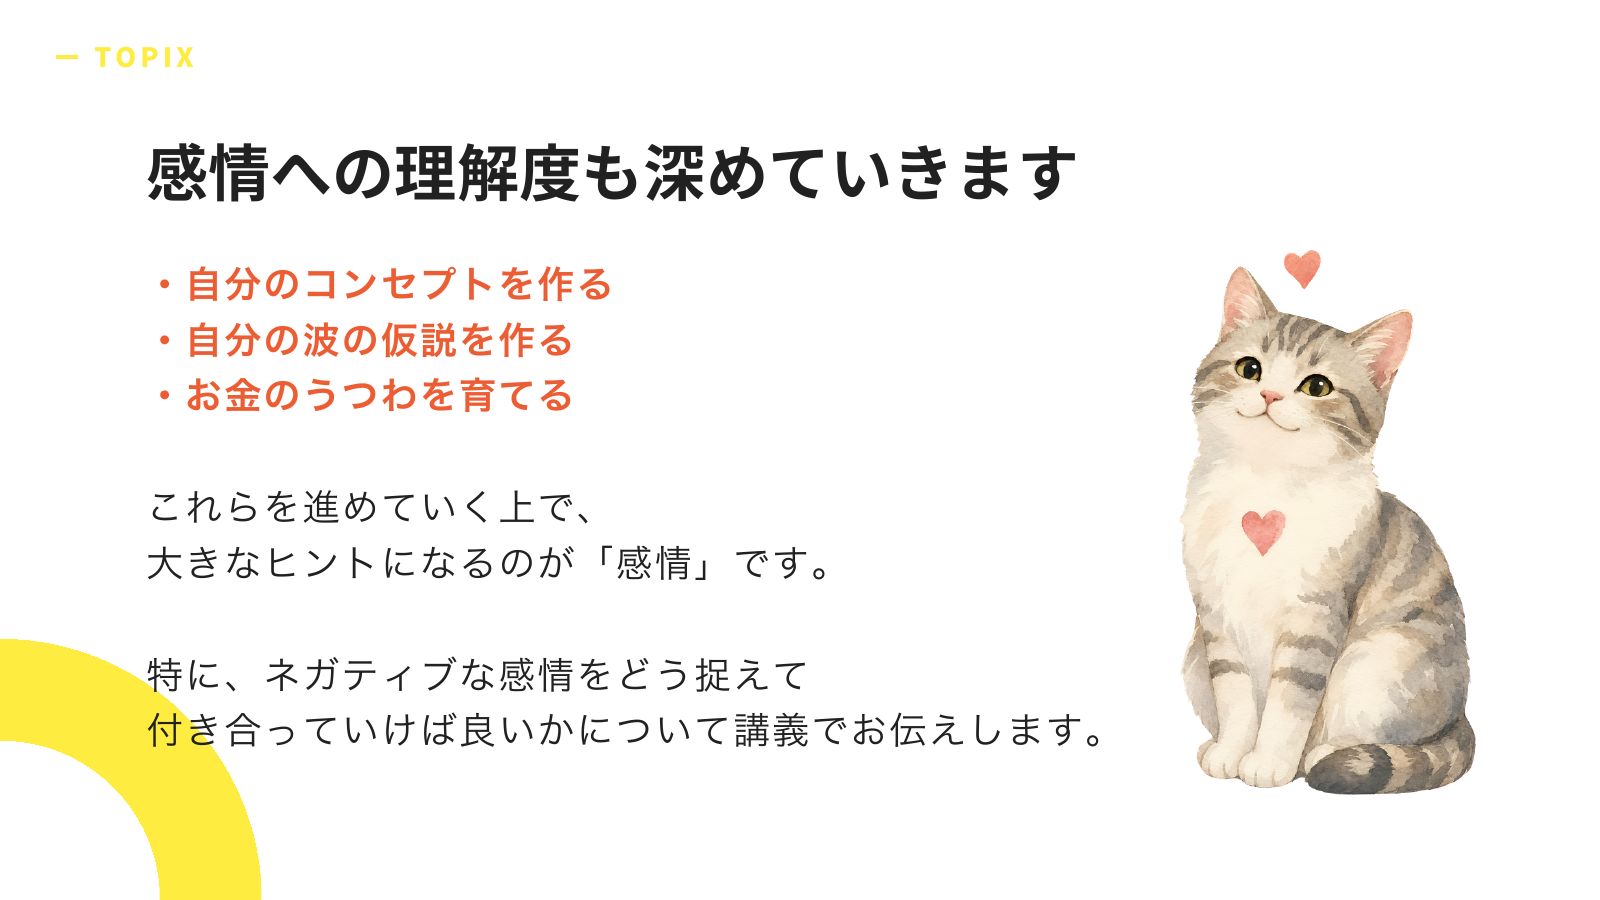 — TOPIX
感情への理解度も深めていきます
・自分のコンセプトを作る
・自分の波の仮説を作る
・お金のうつわを育てる
これらを進めていく上で、
大きなヒントになるのが「感情」です。
特に、ネガティブな感情をどう捉えて
付き合っていけば良いかについて講義でお伝えします。